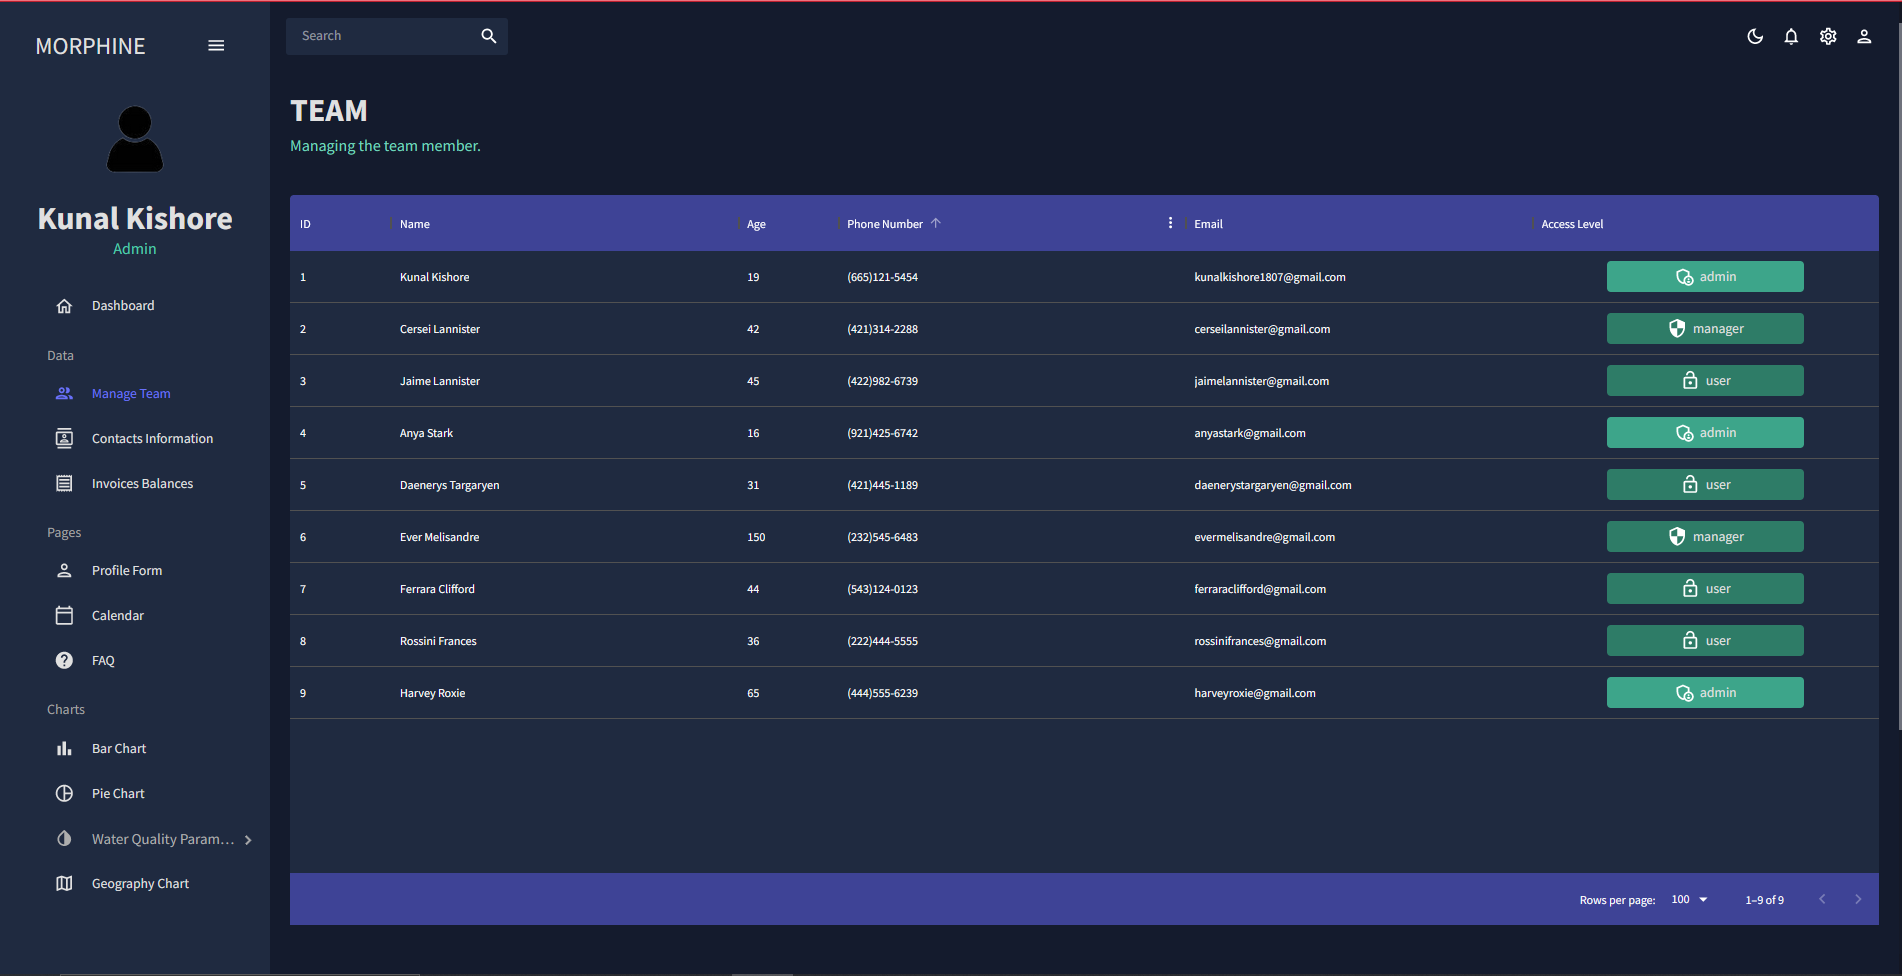 MORPHINE
Search
Kunal Kishore
Admin
Dashboard
Data
Manage Team
Contacts Information
Invoices Balances
Pages
Profile Form
Calendar
FAQ
Charts
Bar Chart
Pie Chart
Water Quality Param...
Geography Chart
TEAM
Managing the team member.
ID Name Age Phone Number Email Access Level
1 Kunal Kishore 19 (665)121-5454 kunalkishore1807@gmail.com admin
2 Cersei Lannister 42 (421)314-2288 cerseilannister@gmail.com manager
3 Jaime Lannister 45 (422)982-6739 jaimelannister@gmail.com user
4 Anya Stark 16 (921)425-6742 anyastark@gmail.com admin
5 Daenerys Targaryen 31 (421)445-1189 daenerystargaryen@gmail.com user
6 Ever Melisandre 150 (232)545-6483 evermelisandre@gmail.com manager
7 Ferrara Clifford 44 (543)124-0123 ferraraclifford@gmail.com user
8 Rossini Frances 36 (222)444-5555 rossinifrances@gmail.com user
9 Harvey Roxie 65 (444)555-6239 harveyroxie@gmail.com admin
Rows per page: 100 1–9 of 9